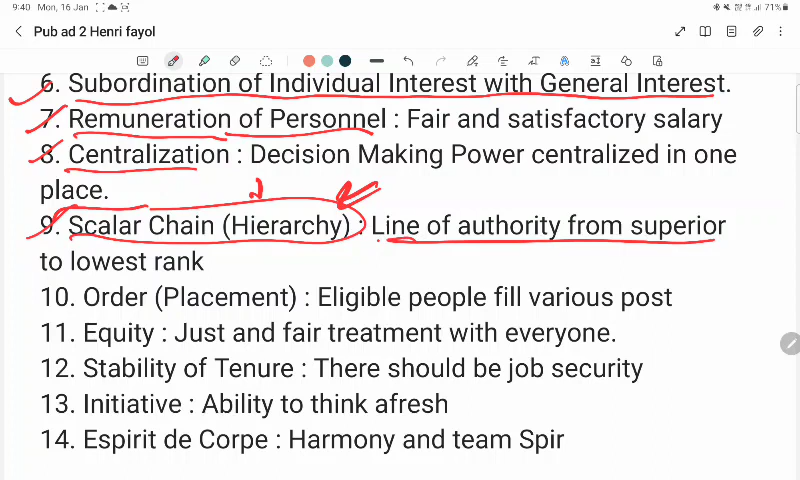 9:40 Mon, 16 Jan
71%
Pub ad 2 Henri fayol
6. Subordination of Individual Interest with General Interest.
7. Remuneration of Personnel : Fair and satisfactory salary
8. Centralization : Decision Making Power centralized in one
place.
9. Scalar Chain (Hierarchy) : Line of authority from superior
to lowest rank
10. Order (Placement) : Eligible people fill various post
11. Equity : Just and fair treatment with everyone.
12. Stability of Tenure : There should be job security
13. Initiative : Ability to think afresh
14. Espirit de Corpe : Harmony and team Spir